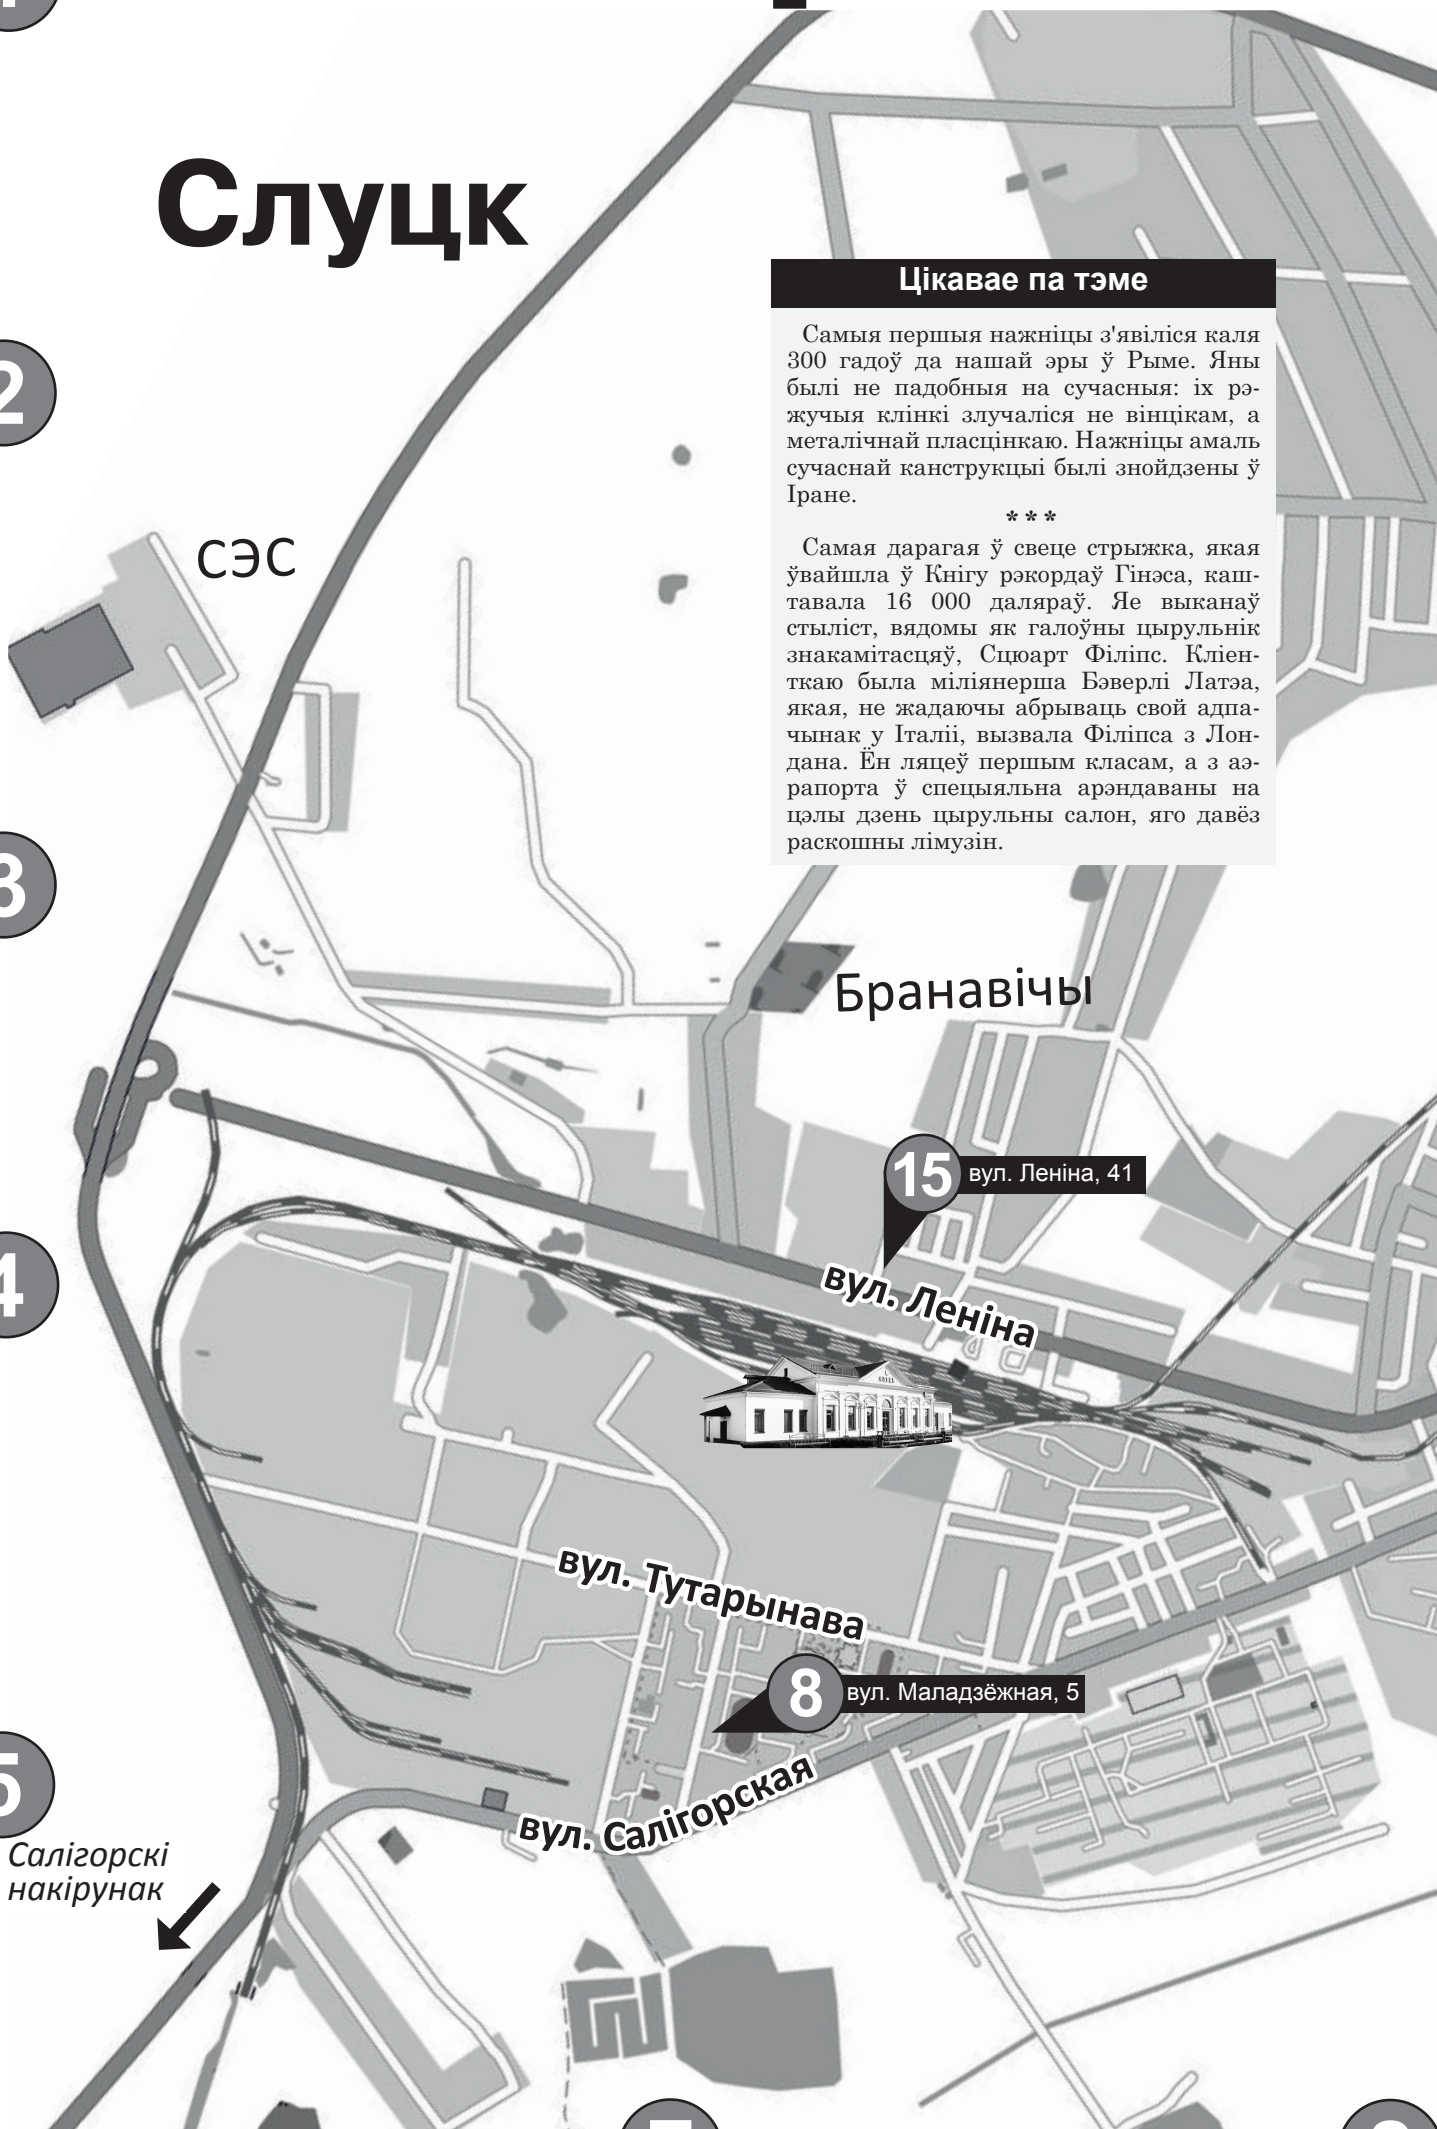 Слуцк
Цікавае па тэме
Самыя першыя нажніцы з'явіліся каля
300 гадоў да нашай эры ў Рыме. Яны
былі не падобныя на сучасныя: іх рэ-
жучыя клінкі злучаліся не вінцікам, а
металічнай пласцінкаю. Нажніцы амаль
сучаснай канструкцыі былі знойдзены ў
Іране.
***
Самая дарагая ў свеце стрыжка, якая
ўвайшла ў Кнігу рэкордаў Гінэса, каш-
тавала 16 000 даляраў. Яе выканаў
стыліст, вядомы як галоўны цырульнік
знакамітасцяў, Сцюарт Філіпс. Кліен-
ткаю была міліянерша Бэверлі Латэа,
якая, не жадаючы абрываць свой адпа-
чынак у Італіі, вызвала Філіпса з Лон-
дана. Ён ляцеў першым класам, а з аэ-
рапорта ў спецыяльна арэндаваны на
цэлы дзень цырульны салон, яго давёз
раскошны лімузін.
2
СЭС
3
Бранавічы
15 вул. Леніна, 41
4
вул. Леніна
вул. Тутарынава
8 вул. Маладзёжная, 5
5
вул. Салігорская
Салігорскі
накірунак